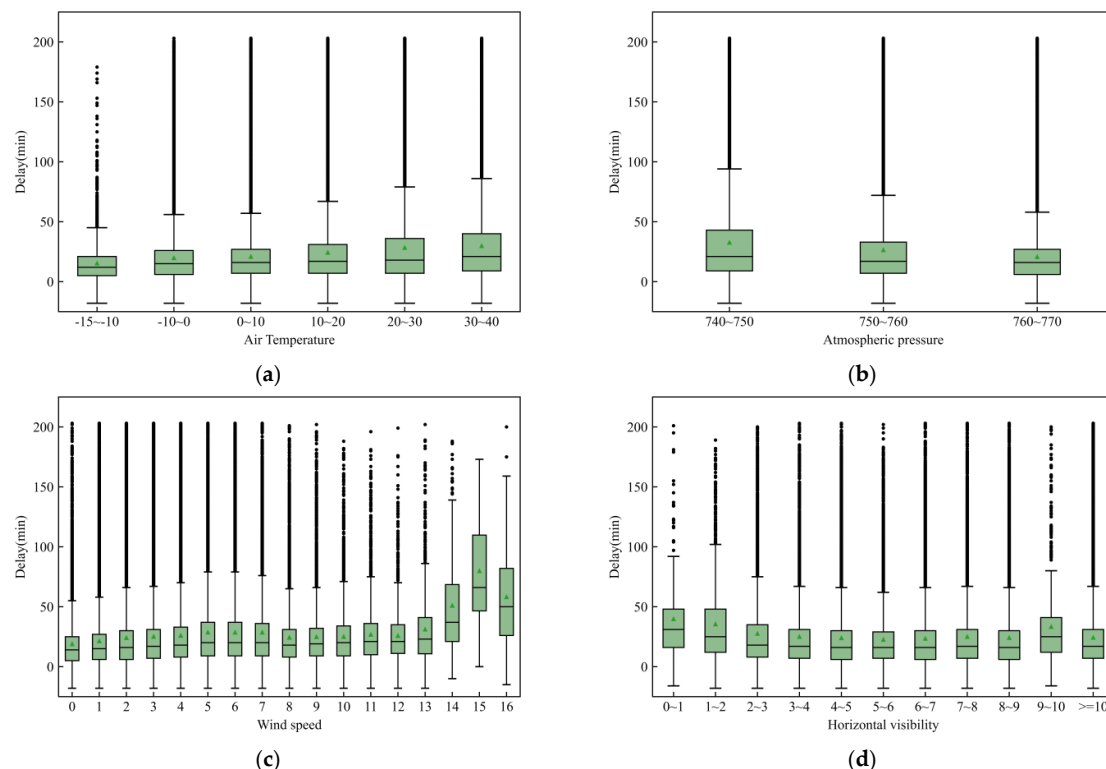 200
150
100
50
0
Delay(min)
-15~-10 -10~0 0~10 10~20 20~30 30~40
Air Temperature
(a)
200
150
100
50
0
Delay(min)
740~750 750~760 760~770
Atmospheric pressure
(b)
200
150
100
50
0
Delay(min)
0 1 2 3 4 5 6 7 8 9 10 11 12 13 14 15 16
Wind speed
(c)
200
150
100
50
0
Delay(min)
0~1 1~2 2~3 3~4 4~5 5~6 6~7 7~8 8~9 9~10 >=10
Horizontal visibility
(d)